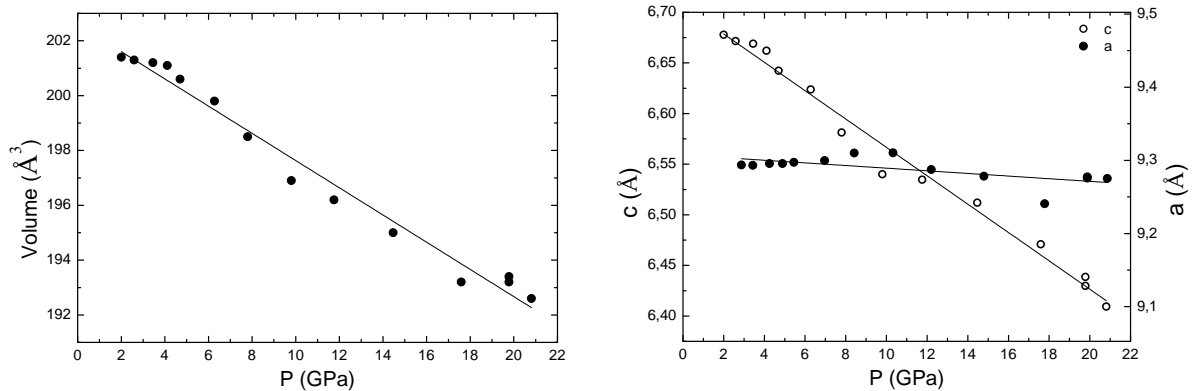 202
200
198
196
194
192
0 2 4 6 8 10 12 14 16 18 20 22
P (GPa)
Volume (Å³)
6,70
6,65
6,60
6,55
6,50
6,45
6,40
0 2 4 6 8 10 12 14 16 18 20 22
P (GPa)
c (Å)
c
a
9,5
9,4
9,3
9,2
9,1
a (Å)